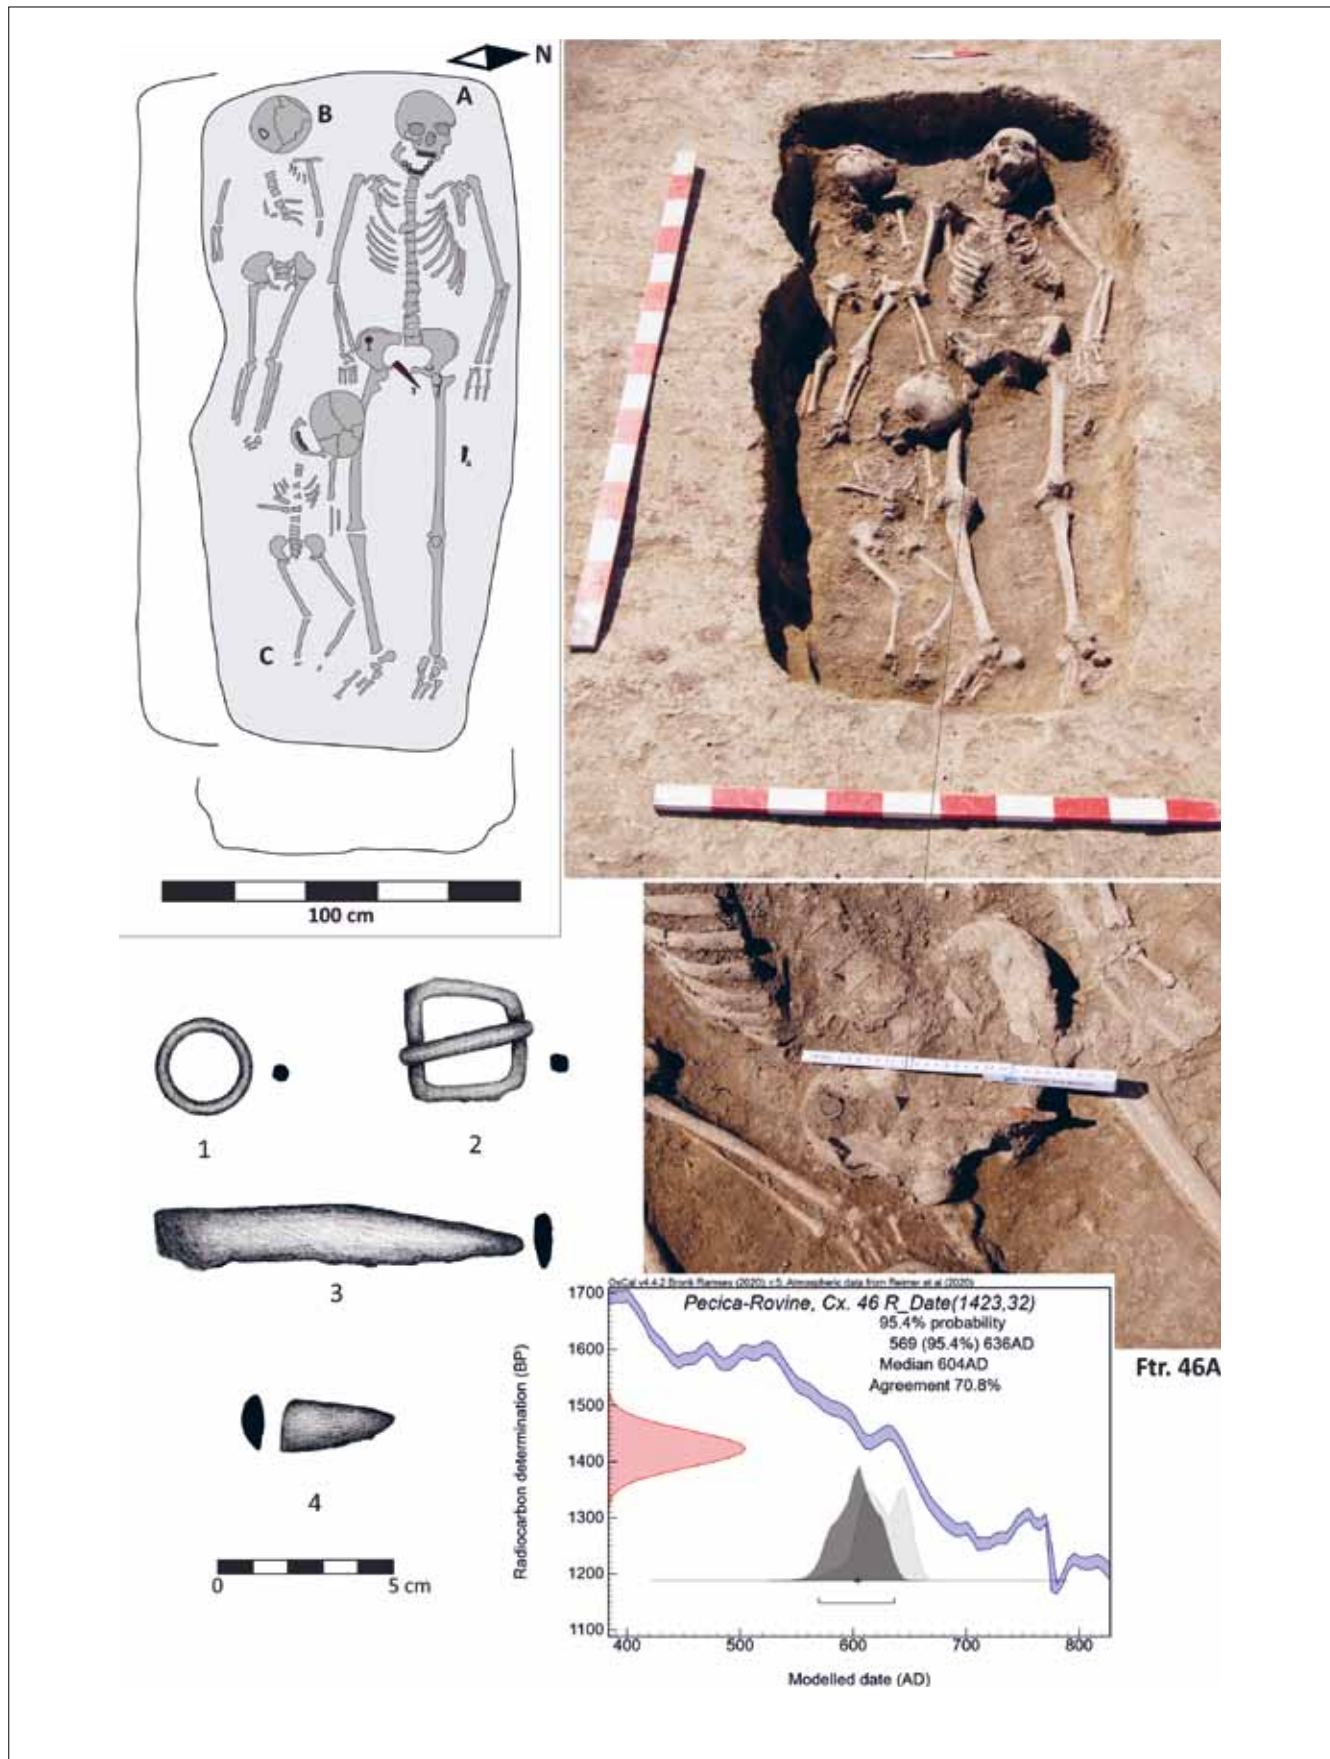 N
A
B
C
100 cm
1
2
3
4
0 5 cm
Ftr. 46A
OxCal v4.4.2 Bronk Ramsey (2020); r:5; Atmospheric data from Reimer et al (2020)
Pecica-Rovine, Cx. 46 R_Date(1423,32)
95.4% probability
569 (95.4%) 636AD
Median 604AD
Agreement 70.8%
Radiocarbon determination (BP)
1700
1600
1500
1400
1300
1200
1100
400 500 600 700 800
Modelled date (AD)